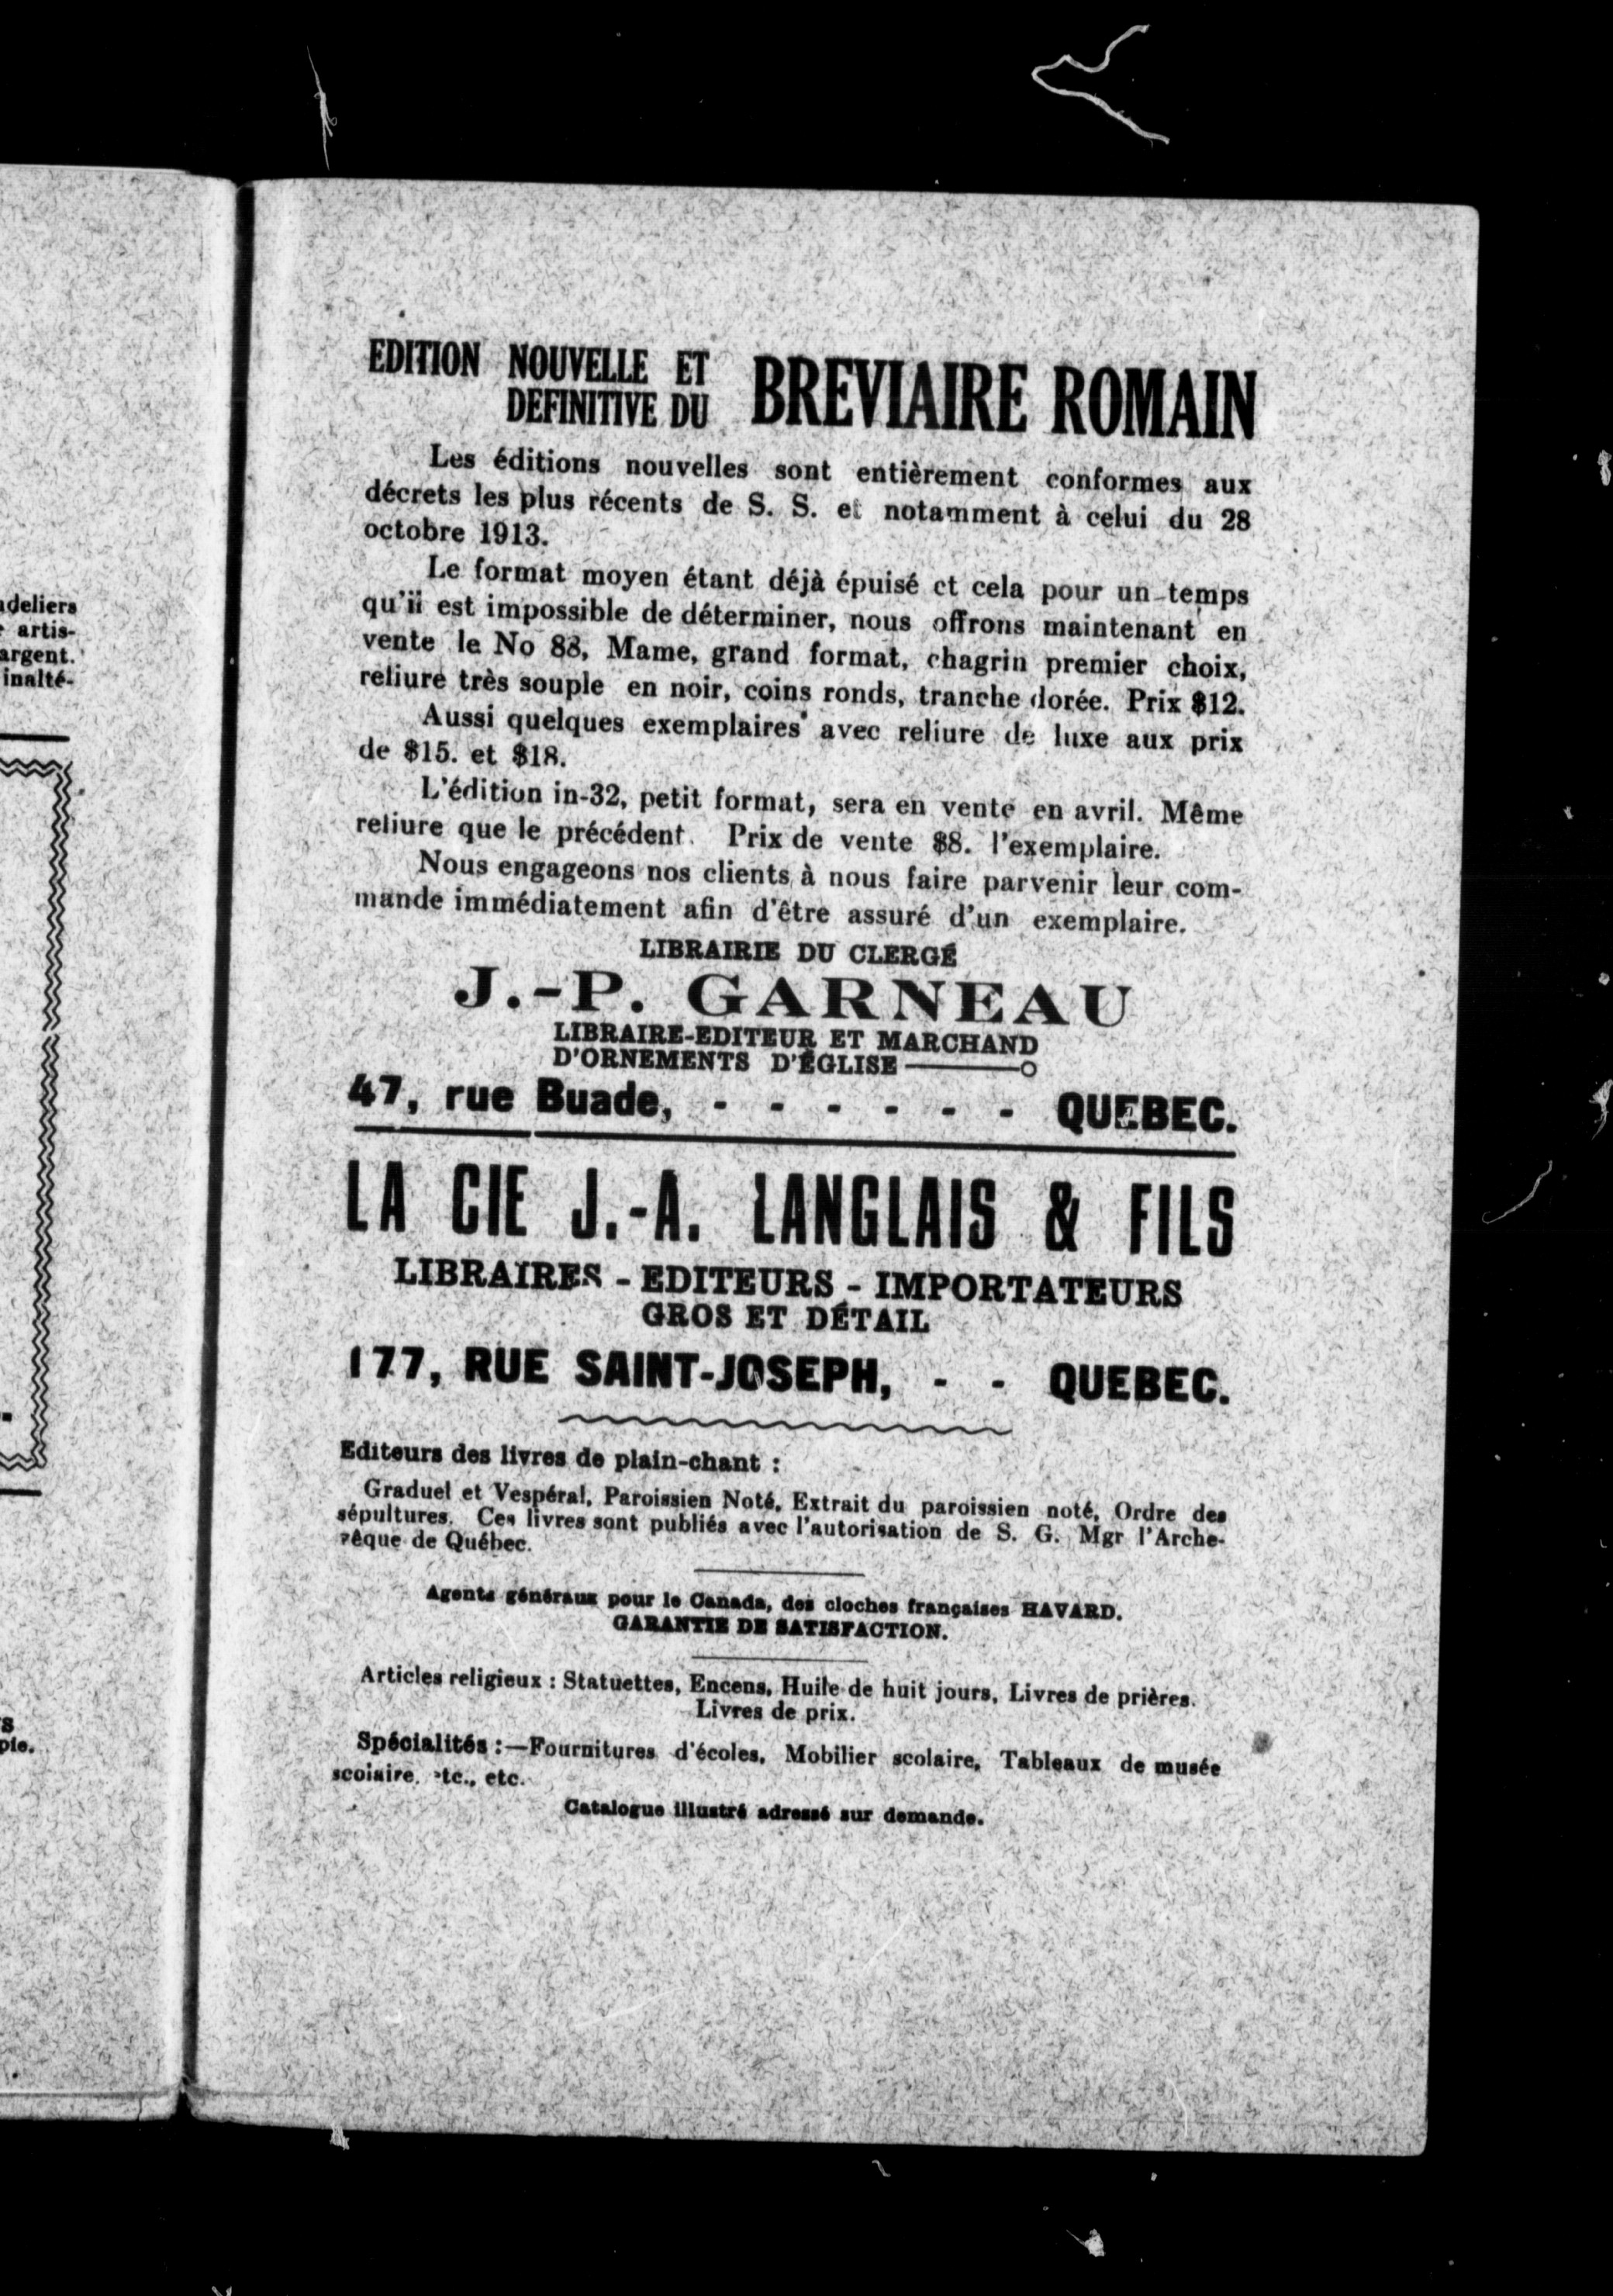 adeliers
artis-
argent.
inalté-
pie.
EDITION NOUVELLE ET
DEFINITIVE DU
BREVIAIRE ROMAIN
Les éditions nouvelles sont entièrement conformes aux
décrets les plus récents de S. S. et notamment à celui du 28
octobre 1913.
Le format moyen étant déjà épuisé et cela pour un temps
qu'il est impossible de déterminer, nous offrons maintenant en
vente le No 88, Mame, grand format, chagrin premier choix,
reliure très souple en noir, coins ronds, tranche dorée. Prix $12.
Aussi quelques exemplaires avec reliure de luxe aux prix
de $15. et $18.
L'édition in-32, petit format, sera en vente en avril. Même
reliure que le précédent. Prix de vente $8. l'exemplaire.
Nous engageons nos clients à nous faire parvenir leur com-
mande immédiatement afin d'être assuré d'un exemplaire.
LIBRAIRIE DU CLERGÉ
J.-P. GARNEAU
LIBRAIRE-EDITEUR ET MARCHAND
D'ORNEMENTS D'ÉGLISE
47, rue Buade, - - - - - - QUEBEC.
LA CIE J.-A. LANGLAIS & FILS
LIBRAIRES - EDITEURS - IMPORTATEURS
GROS ET DÉTAIL
177, RUE SAINT-JOSEPH, - - QUEBEC.
Editeurs des livres de plain-chant :
Graduel et Vespéral, Paroissien Noté, Extrait du paroissien noté, Ordre des
sépultures. Ces livres sont publiés avec l'autorisation de S. G. Mgr l'Arche-
vêque de Québec.
Agents généraux pour le Canada, des cloches françaises HAVARD.
GARANTIE DE SATISFACTION.
Articles religieux : Statuettes, Encens, Huile de huit jours, Livres de prières.
Livres de prix.
Spécialités :—Fournitures d'écoles, Mobilier scolaire, Tableaux de musée
scolaire, etc., etc.
Catalogue illustré adressé sur demande.